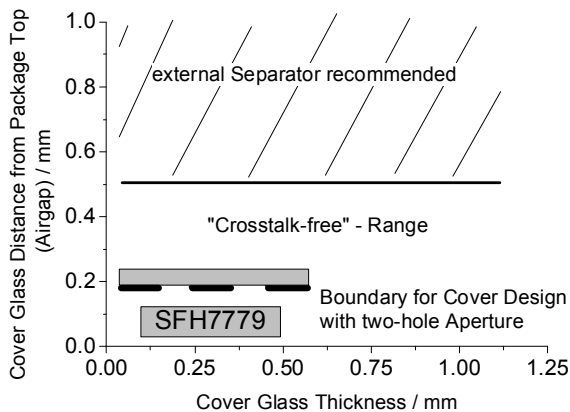 Cover Glass Distance from Package Top
(Airgap) / mm
1.0
0.8
0.6
0.4
0.2
0.0
external Separator recommended
"Crosstalk-free" - Range
Boundary for Cover Design
with two-hole Aperture
SFH7779
0.00 0.25 0.50 0.75 1.00 1.25
Cover Glass Thickness / mm